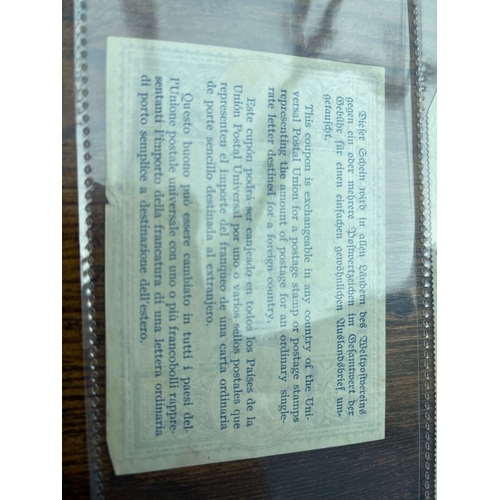 Dieser Schein wird in allen Ländern des Weltpostvereins
gegen ein oder mehrere Postwertzeichen im Gesamtwert der
Gebühr für einen einfachen gewöhnlichen Auslandsbrief um-
getauscht.
This coupon is exchangeable in any country of the Uni-
versal Postal Union for a postage stamp or postage stamps
representing the amount of postage for an ordinary single-
rate letter destined for a foreign country.
Este cupón podrá ser canjeado en todos los Países de la
Unión Postal Universal por uno o varios sellos postales que
representen el importe del franqueo de una carta ordinaria
de porte sencillo destinada al extranjero.
Questo buono può essere cambiato in tutti i paesi del-
l'Unione postale universale con uno o più francobolli rappre-
sentanti l'importo della francatura di una lettera ordinaria
di porto semplice a destinazione dell'estero.